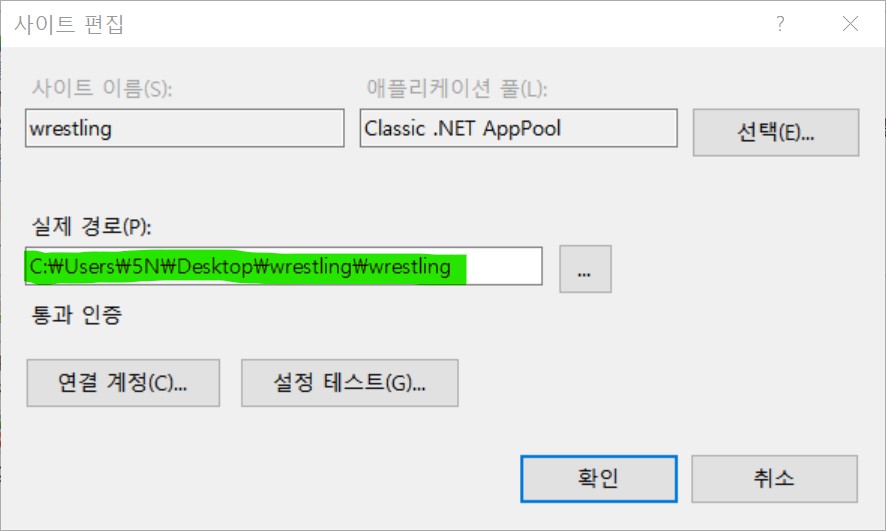 사이트 편집
?
사이트 이름(S):
애플리케이션 풀(L):
wrestling
Classic .NET AppPool
선택(E)...
실제 경로(P):
C:₩Users₩5N₩Desktop₩wrestling₩wrestling
...
통과 인증
연결 계정(C)...
설정 테스트(G)...
확인
취소